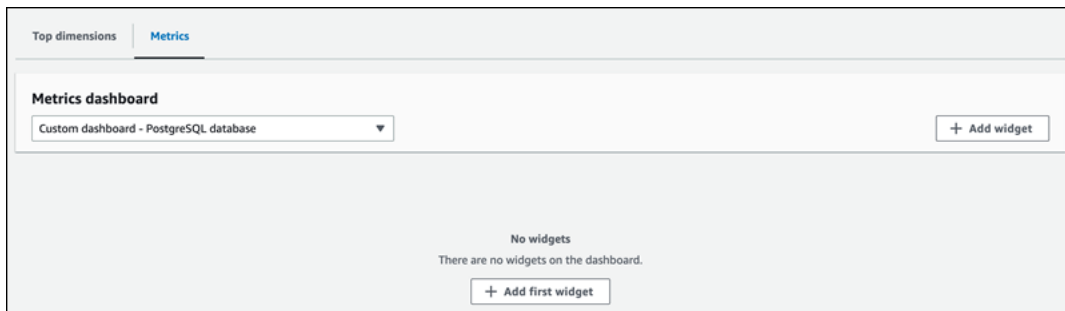 Top dimensions
Metrics
Metrics dashboard
Custom dashboard - PostgreSQL database
+ Add widget
No widgets
There are no widgets on the dashboard.
+ Add first widget